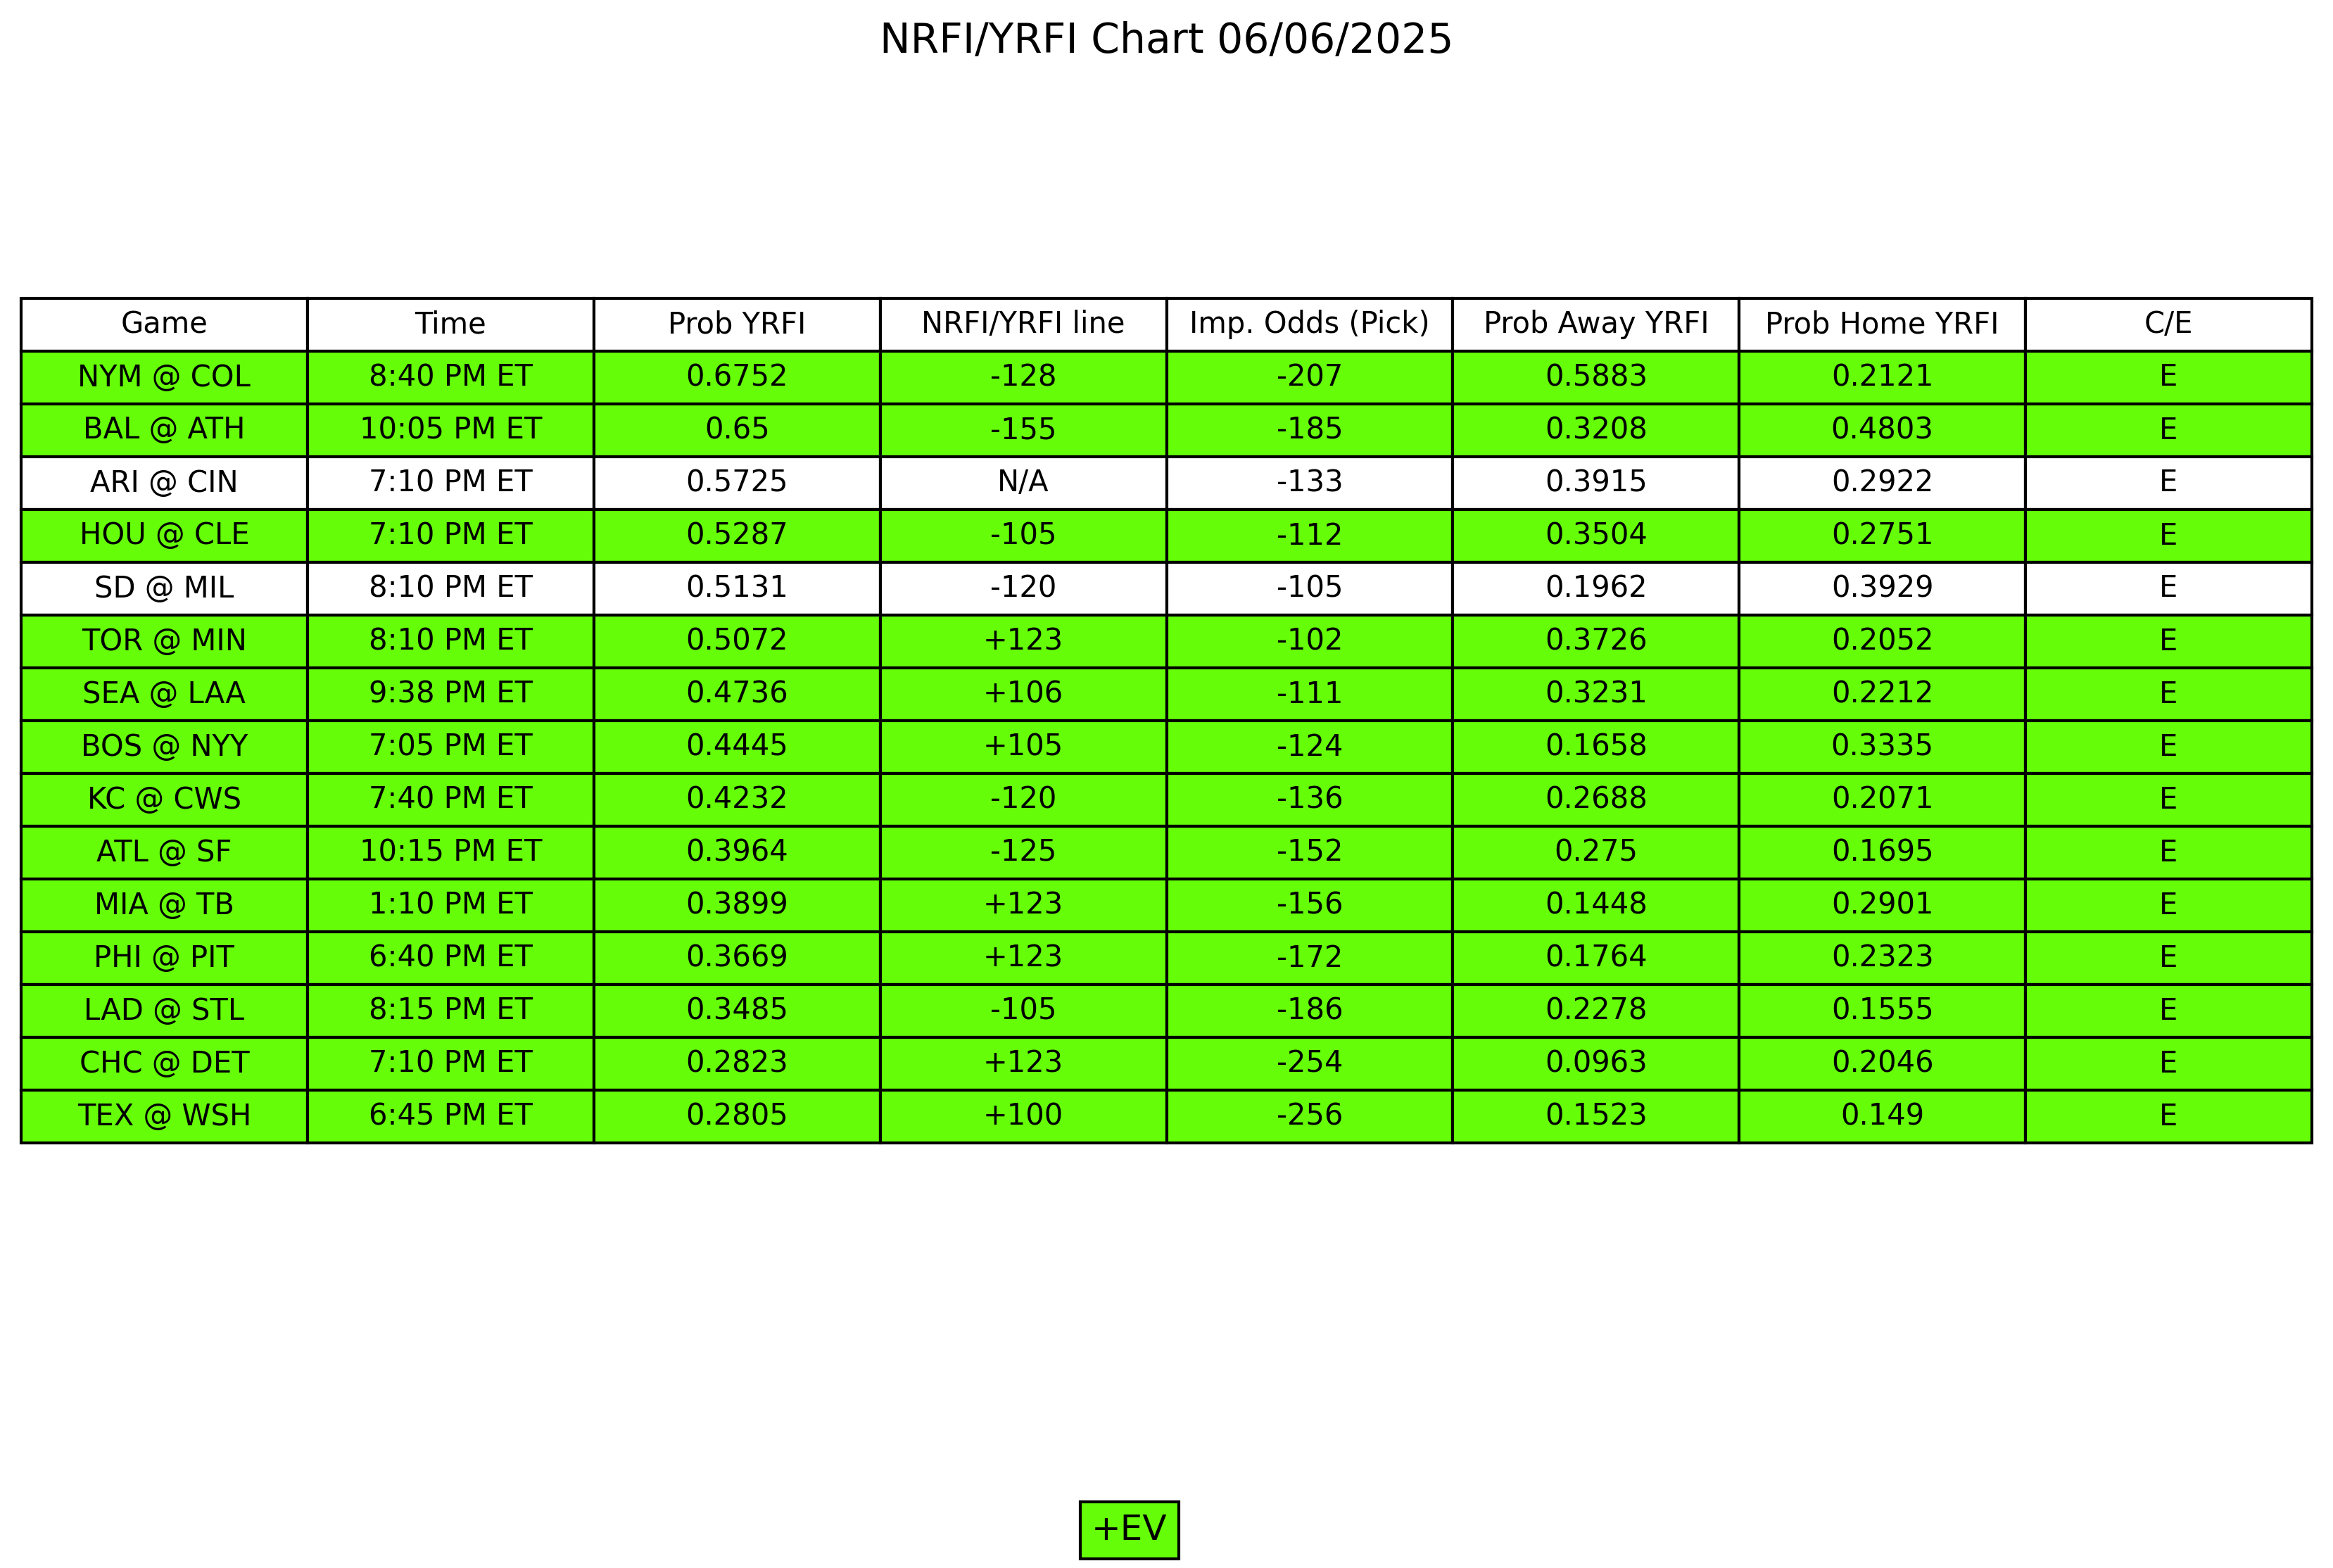 NRFI/YRFI Chart 06/06/2025
Game Time Prob YRFI NRFI/YRFI line Imp. Odds (Pick) Prob Away YRFI Prob Home YRFI C/E
NYM @ COL 8:40 PM ET 0.6752 -128 -207 0.5883 0.2121 E
BAL @ ATH 10:05 PM ET 0.65 -155 -185 0.3208 0.4803 E
ARI @ CIN 7:10 PM ET 0.5725 N/A -133 0.3915 0.2922 E
HOU @ CLE 7:10 PM ET 0.5287 -105 -112 0.3504 0.2751 E
SD @ MIL 8:10 PM ET 0.5131 -120 -105 0.1962 0.3929 E
TOR @ MIN 8:10 PM ET 0.5072 +123 -102 0.3726 0.2052 E
SEA @ LAA 9:38 PM ET 0.4736 +106 -111 0.3231 0.2212 E
BOS @ NYY 7:05 PM ET 0.4445 +105 -124 0.1658 0.3335 E
KC @ CWS 7:40 PM ET 0.4232 -120 -136 0.2688 0.2071 E
ATL @ SF 10:15 PM ET 0.3964 -125 -152 0.275 0.1695 E
MIA @ TB 1:10 PM ET 0.3899 +123 -156 0.1448 0.2901 E
PHI @ PIT 6:40 PM ET 0.3669 +123 -172 0.1764 0.2323 E
LAD @ STL 8:15 PM ET 0.3485 -105 -186 0.2278 0.1555 E
CHC @ DET 7:10 PM ET 0.2823 +123 -254 0.0963 0.2046 E
TEX @ WSH 6:45 PM ET 0.2805 +100 -256 0.1523 0.149 E
+EV